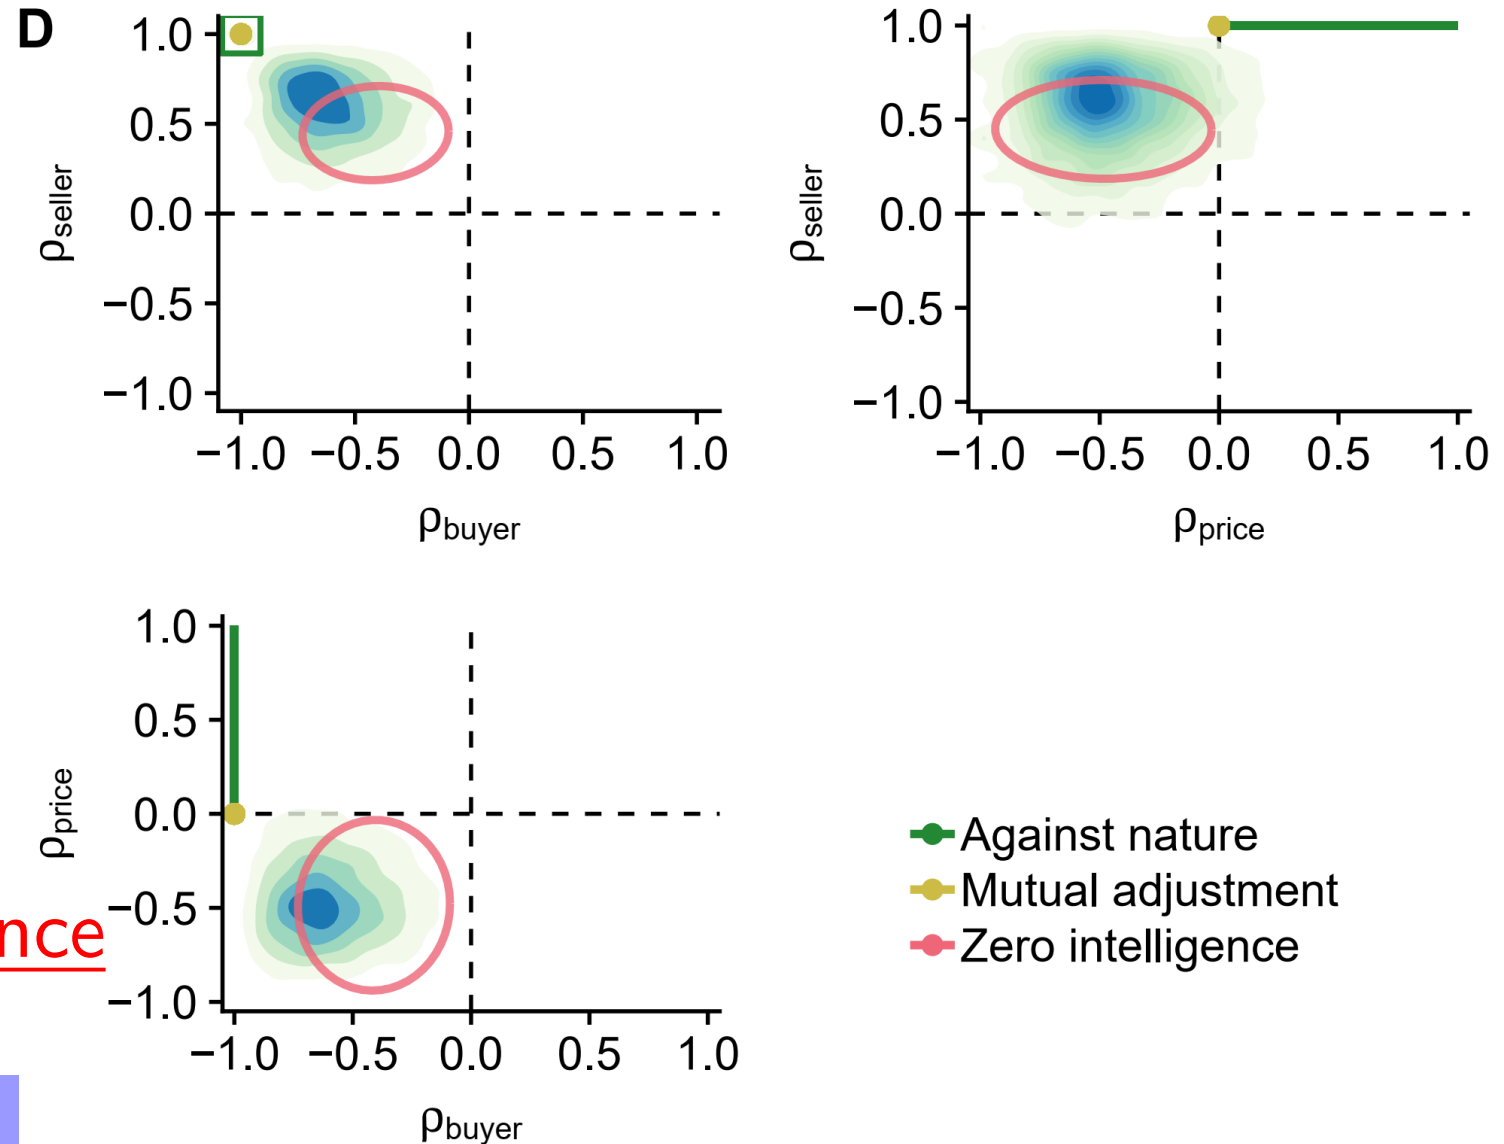 D
1.0
0.5
0.0
−0.5
−1.0
ρseller
−1.0 −0.5 0.0 0.5 1.0
ρbuyer
1.0
0.5
0.0
−0.5
−1.0
ρseller
−1.0 −0.5 0.0 0.5 1.0
ρprice
1.0
0.5
0.0
−0.5
−1.0
ρprice
−1.0 −0.5 0.0 0.5 1.0
ρbuyer
nce
Against nature
Mutual adjustment
Zero intelligence